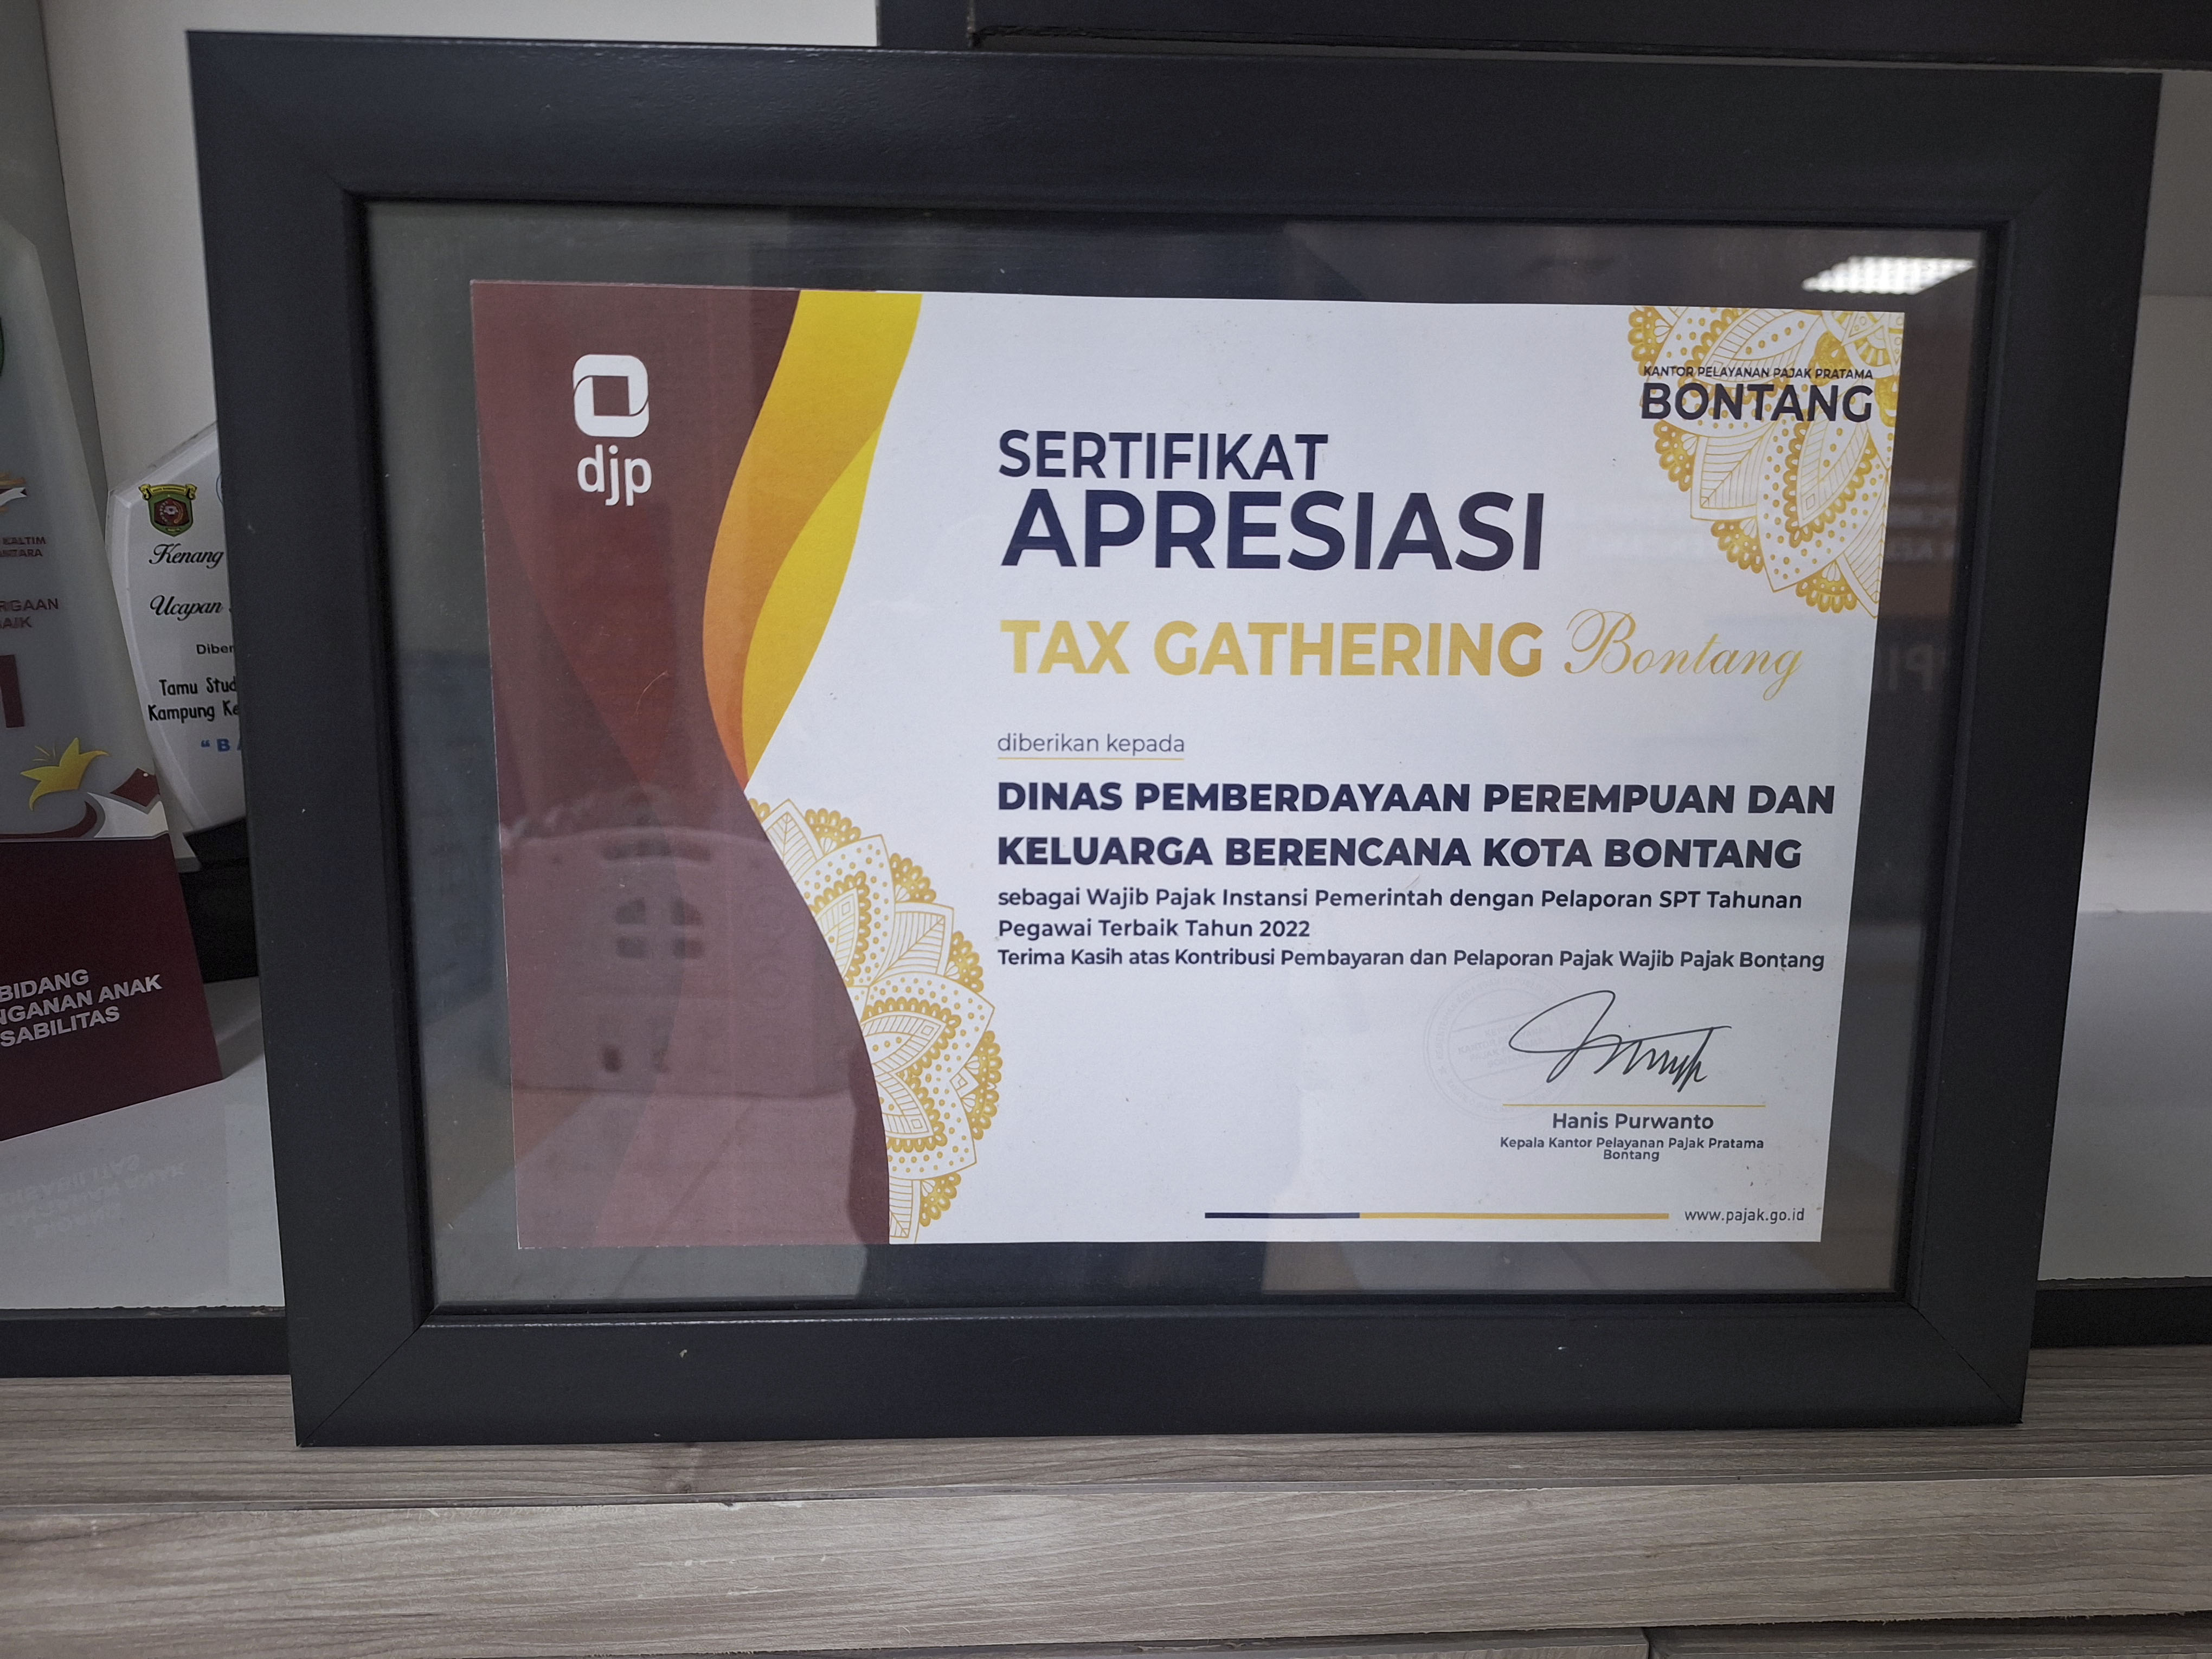 djp
KANTOR PELAYANAN PAJAK PRATAMA
BONTANG
SERTIFIKAT
APRESIASI
TAX GATHERING Bontang
diberikan kepada
DINAS PEMBERDAYAAN PEREMPUAN DAN
KELUARGA BERENCANA KOTA BONTANG
sebagai Wajib Pajak Instansi Pemerintah dengan Pelaporan SPT Tahunan
Pegawai Terbaik Tahun 2022
Terima Kasih atas Kontribusi Pembayaran dan Pelaporan Pajak Wajib Pajak Bontang
Hanis Purwanto
Kepala Kantor Pelayanan Pajak Pratama
Bontang
www.pajak.go.id
KALTIM
Kenang
Ucapan
Diber
Tamu Stud
Kampung Ke
"BA
BIDANG
NGANAN ANAK
SABILITAS